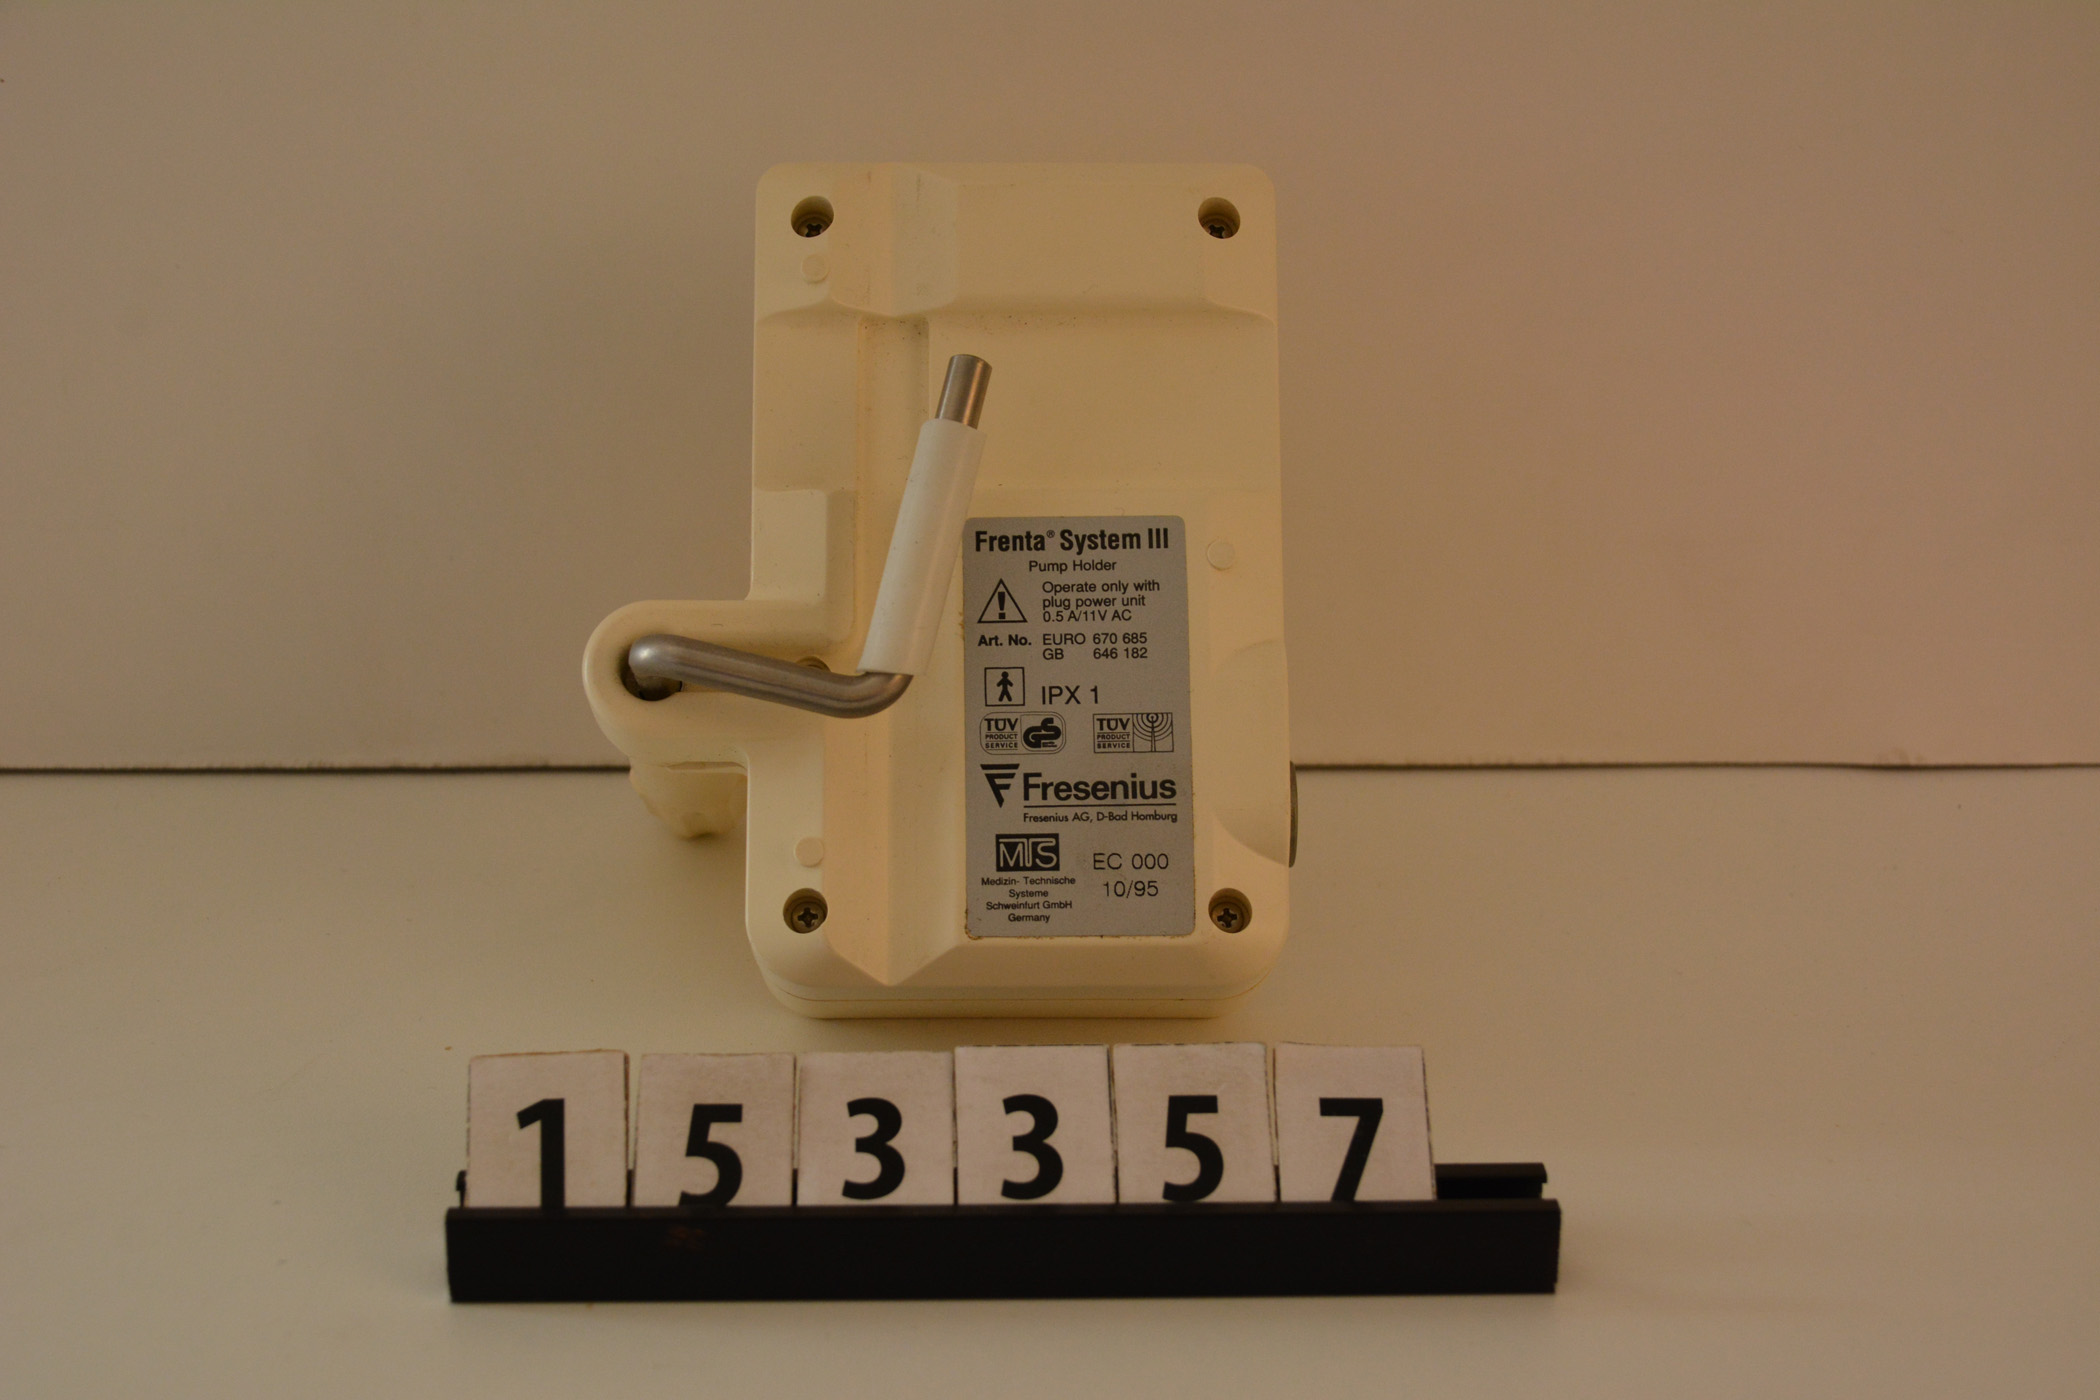 Frenta® System III
Pump Holder
Operate only with
plug power unit
0.5 A/11V AC
Art. No. EURO 670 685
GB 646 182
IPX 1
TÜV PRODUCT SERVICE GS TÜV PRODUCT SERVICE
Fresenius
Fresenius AG, D-Bad Homburg
MTS EC 000
Medizin- Technische
Systeme
Schweinfurt GmbH
Germany
10/95
153357